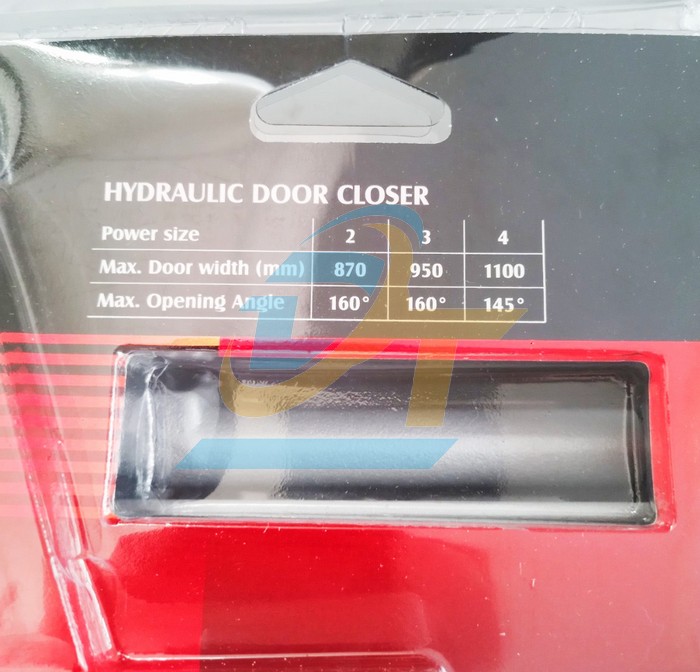 HYDRAULIC DOOR CLOSER
Power size 2 3 4
Max. Door width (mm) 870 950 1100
Max. Opening Angle 160° 160° 145°
DT